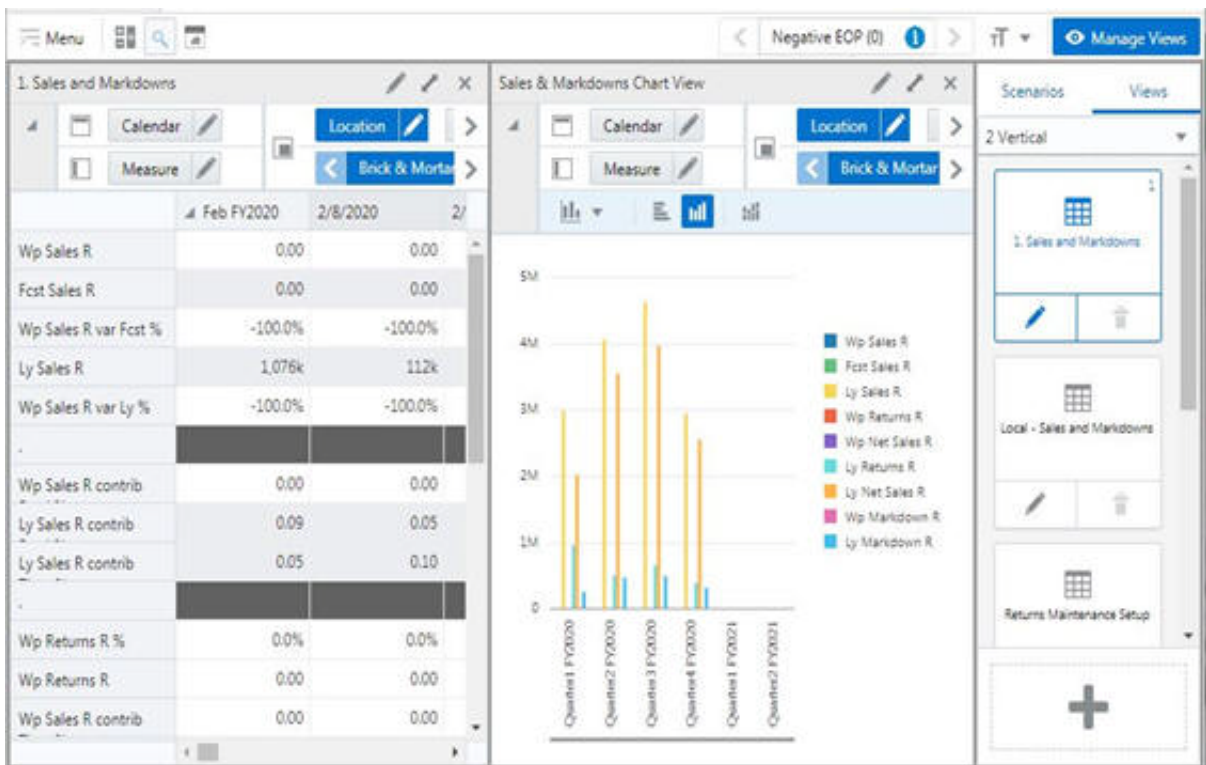 Menu
Negative EOP (0)
Manage Views
1. Sales and Markdowns
Calendar
Location
Measure
Brick & Mortar
Feb FY2020 2/8/2020 2/
Wp Sales R 0.00 0.00
Fcst Sales R 0.00 0.00
Wp Sales R var Fcst % -100.0% -100.0%
Ly Sales R 1,076k 112k
Wp Sales R var Ly % -100.0% -100.0%
.
Wp Sales R contrib 0.00 0.00
Ly Sales R contrib 0.09 0.05
Ly Sales R contrib 0.05 0.10
.
Wp Returns R % 0.0% 0.0%
Wp Returns R 0.00 0.00
Wp Sales R contrib 0.00 0.00
Sales & Markdowns Chart View
Calendar
Location
Measure
Brick & Mortar
5M
4M
3M
2M
1M
0
Quarter1 FY2020
Quarter2 FY2020
Quarter3 FY2020
Quarter4 FY2020
Quarter1 FY2021
Quarter2 FY2021
Wp Sales R
Fcst Sales R
Ly Sales R
Wp Returns R
Wp Net Sales R
Ly Returns R
Ly Net Sales R
Wp Markdown R
Ly Markdown R
Scenarios Views
2 Vertical
1
1. Sales and Markdowns
Local - Sales and Markdowns
Returns Maintenance Setup